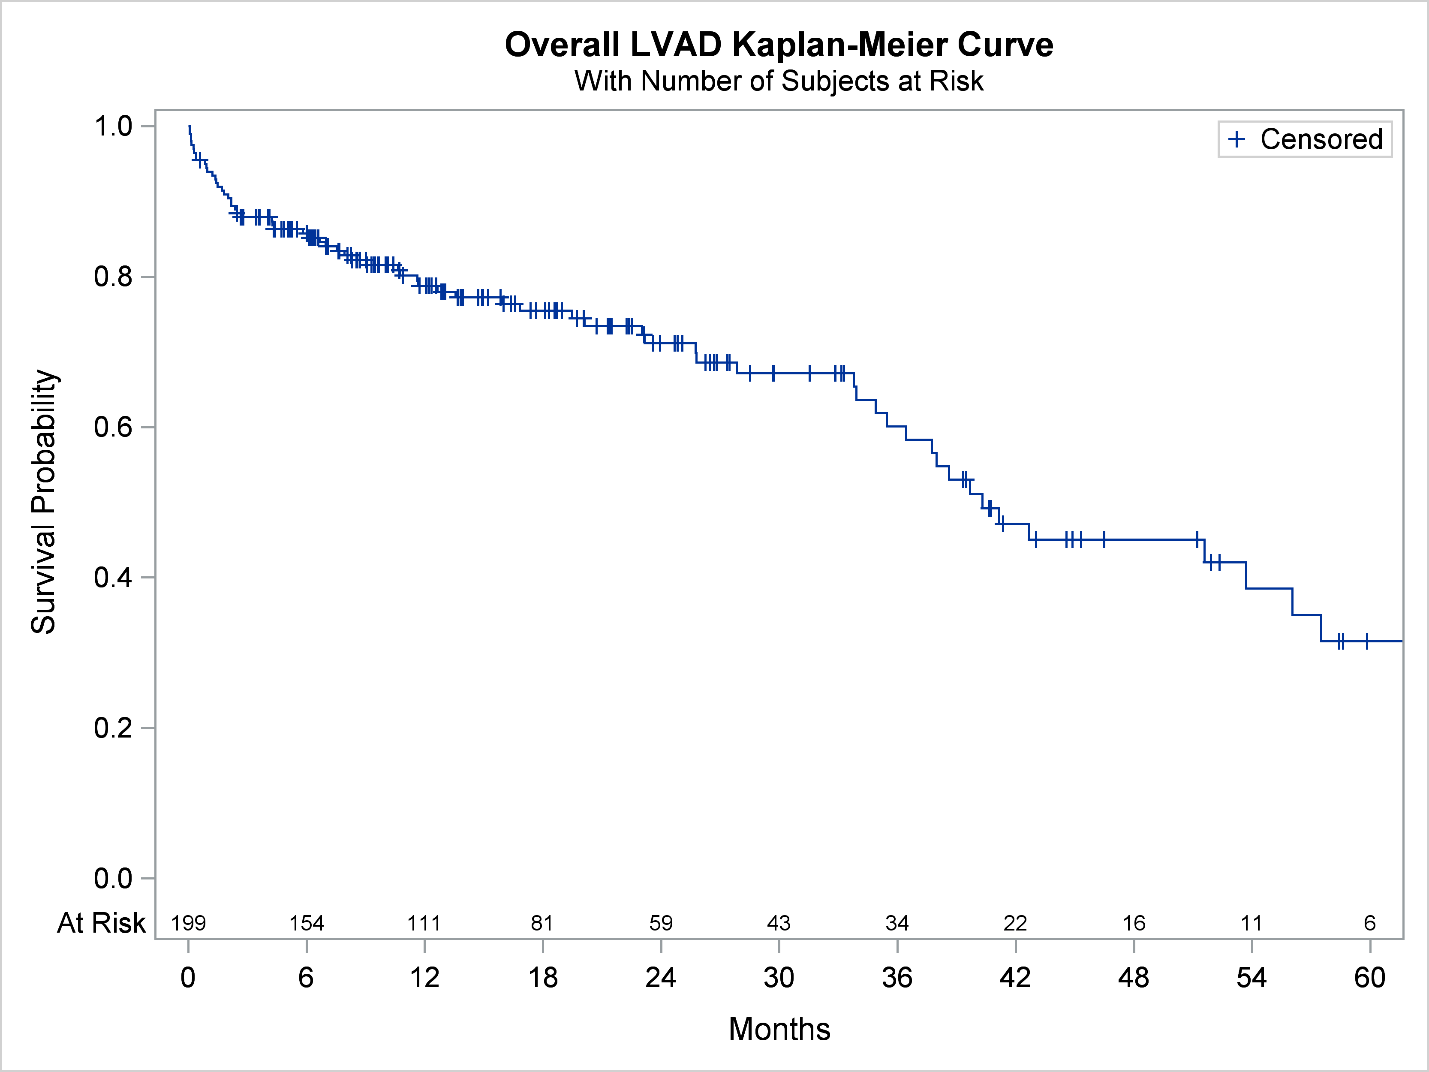 Overall LVAD Kaplan-Meier Curve
With Number of Subjects at Risk
+ Censored
1.0
0.8
0.6
0.4
0.2
0.0
Survival Probability
At Risk 199 154 111 81 59 43 34 22 16 11 6
0 6 12 18 24 30 36 42 48 54 60
Months